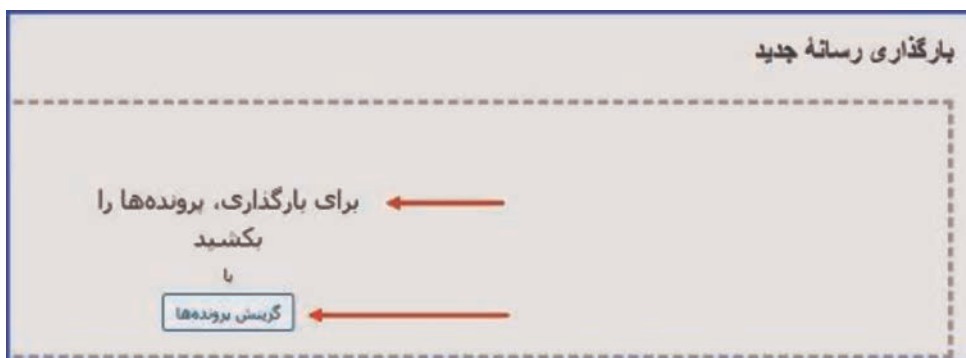 بارگذاری رسانهٔ جدید
برای بارگذاری، پرونده‌ها را
بکشید
یا
گزینش پرونده‌ها